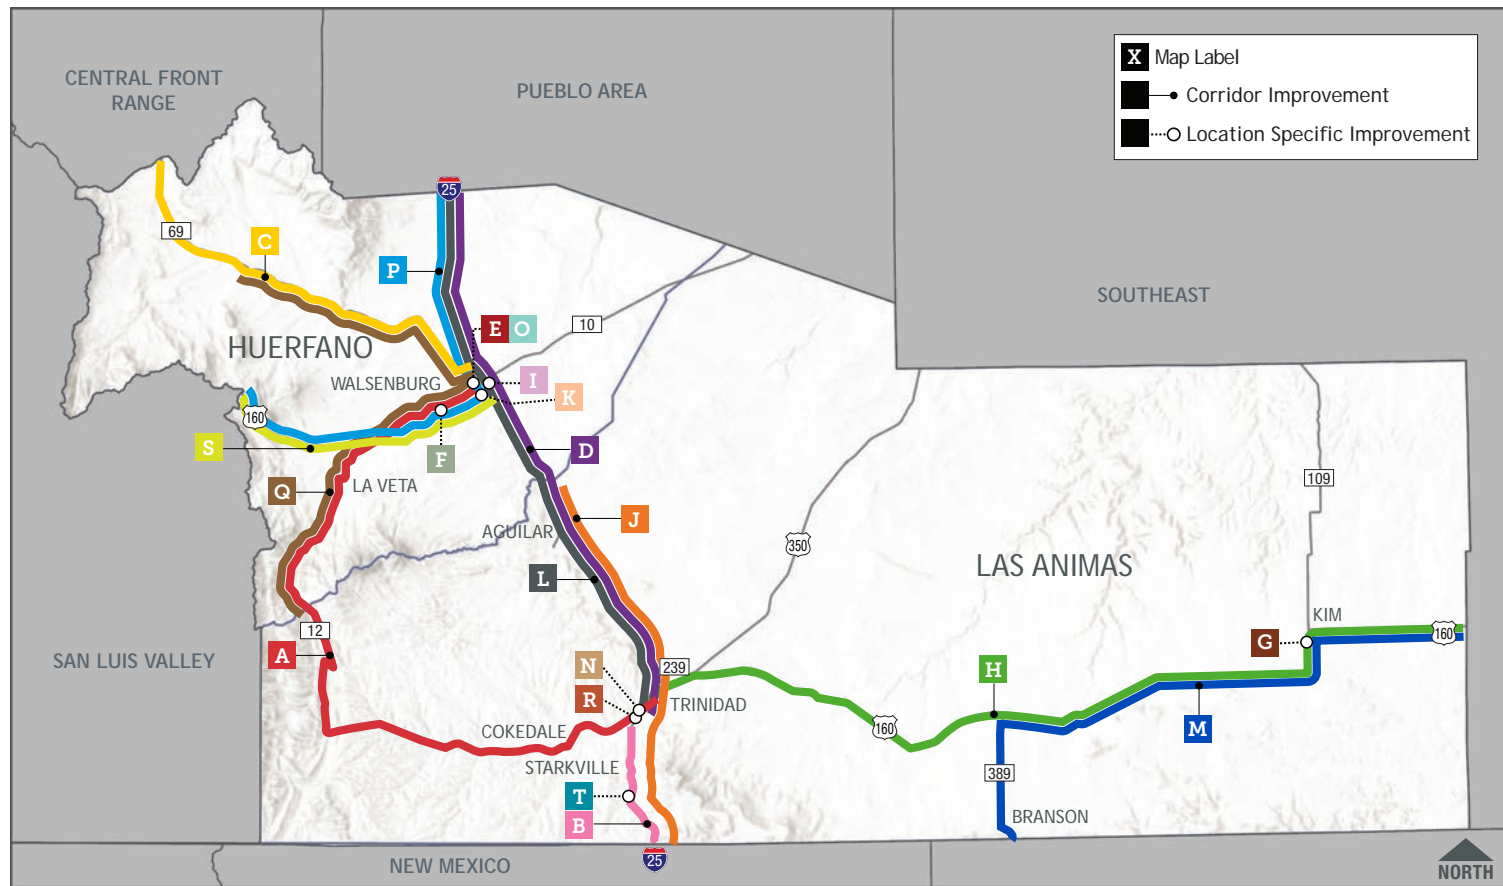 X Map Label
Corridor Improvement
Location Specific Improvement
CENTRAL FRONT
RANGE
PUEBLO AREA
SOUTHEAST
25
69
C
P
E O
10
HUERFANO
WALSENBURG
I
K
160
S
F
D
Q
LA VETA
109
J
AGUILAR
350
L
LAS ANIMAS
KIM
12
G
160
A
SAN LUIS VALLEY
N
239
H
R
TRINIDAD
COKEDALE
160
M
STARKVILLE
389
T
B
BRANSON
NEW MEXICO
25
NORTH